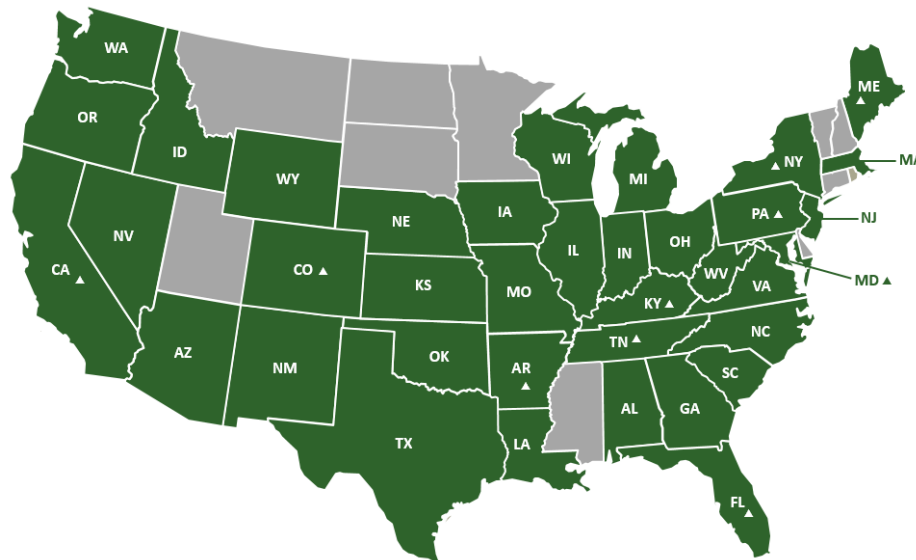 WA
ME ▲
OR
ID
WI
NY ▲
MA
WY
MI
IA
NE
PA ▲
NJ
NV
IL
IN
OH
CA ▲
CO ▲
KS
MO
WV
VA
MD ▲
KY ▲
NC
AZ
NM
OK
AR ▲
TN ▲
SC
TX
LA
AL
GA
FL ▲